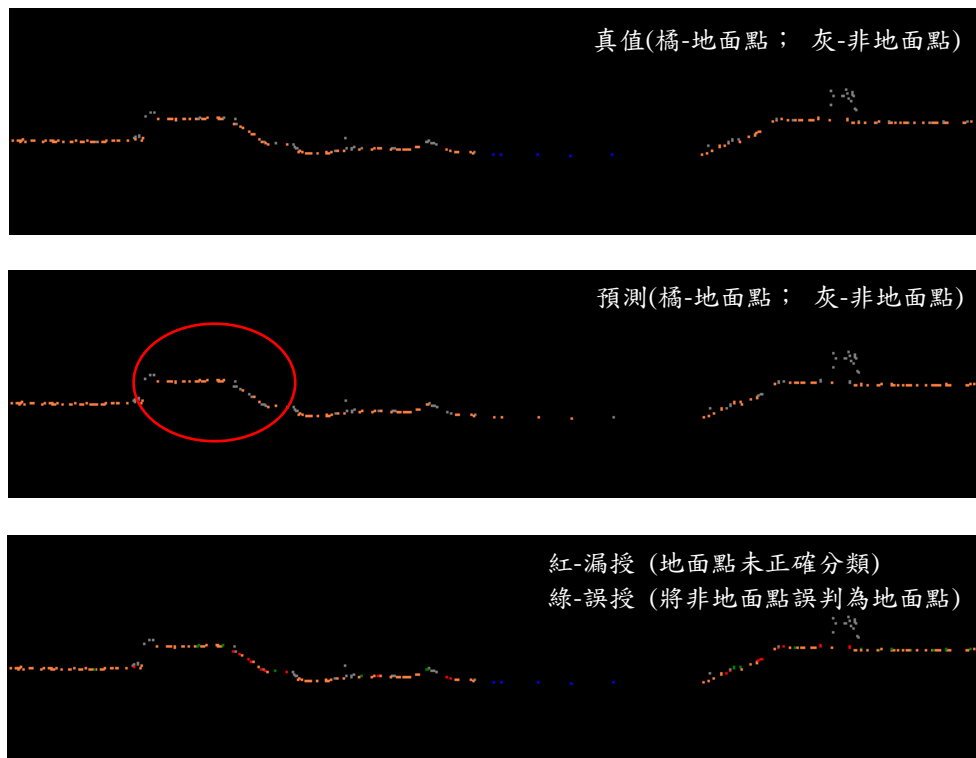 真值(橘-地面點； 灰-非地面點)
預測(橘-地面點； 灰-非地面點)
紅-漏授 (地面點未正確分類)
綠-誤授 (將非地面點誤判為地面點)